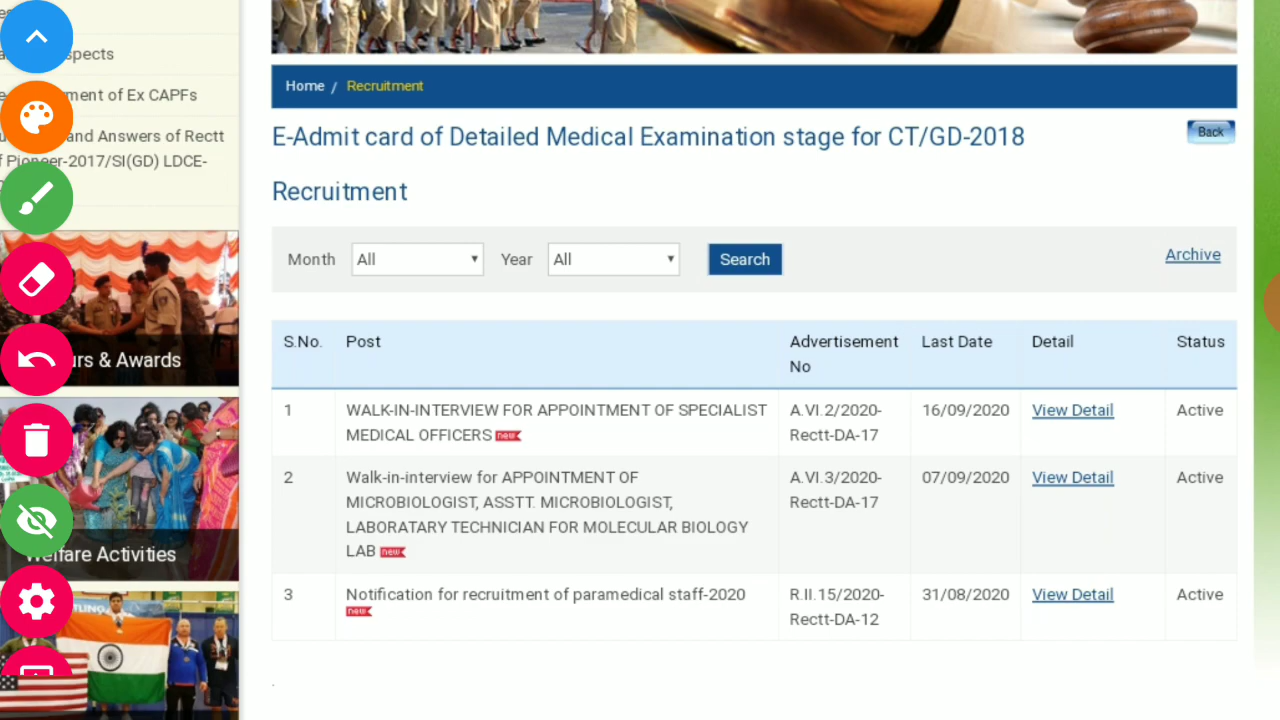 spects
ment of Ex CAPFs
and Answers of Rectt
f Pioneer-2017/SI(GD) LDCE-
rs & Awards
Welfare Activities
Home / Recruitment
E-Admit card of Detailed Medical Examination stage for CT/GD-2018
Recruitment
Back
Month All Year All Search Archive
S.No. Post Advertisement No Last Date Detail Status
1 WALK-IN-INTERVIEW FOR APPOINTMENT OF SPECIALIST
MEDICAL OFFICERS new
A.VI.2/2020-
Rectt-DA-17
16/09/2020 View Detail Active
2 Walk-in-interview for APPOINTMENT OF
MICROBIOLOGIST, ASSTT. MICROBIOLOGIST,
LABORATARY TECHNICIAN FOR MOLECULAR BIOLOGY
LAB new
A.VI.3/2020-
Rectt-DA-17
07/09/2020 View Detail Active
3 Notification for recruitment of paramedical staff-2020
new
R.II.15/2020-
Rectt-DA-12
31/08/2020 View Detail Active